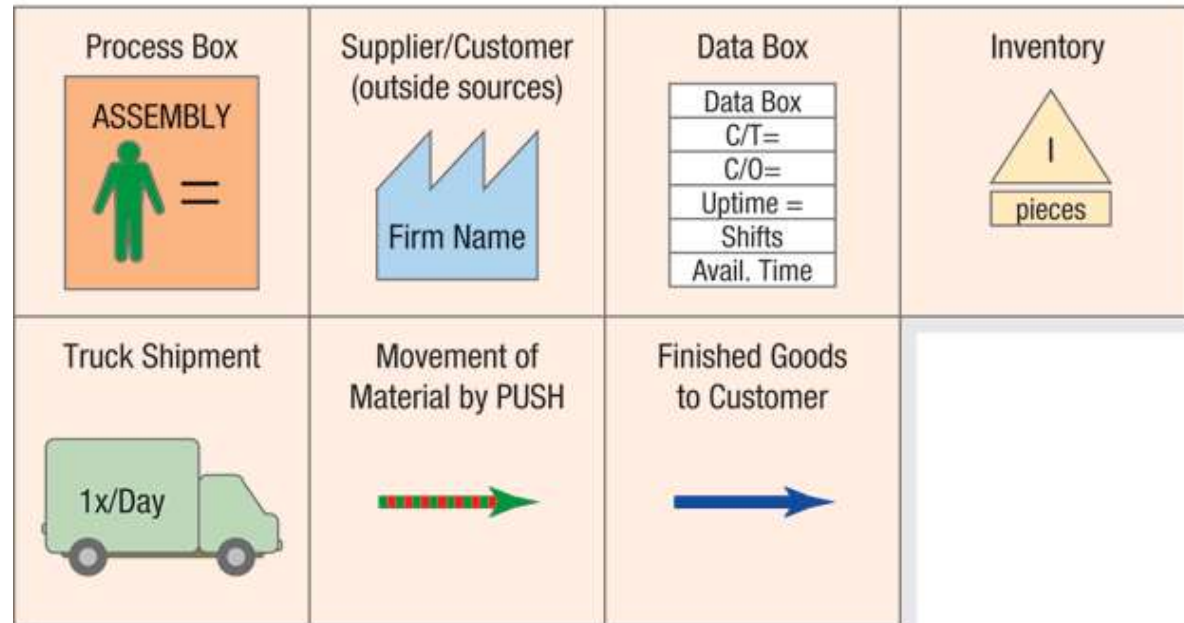 Process Box
ASSEMBLY
=
Supplier/Customer
(outside sources)
Firm Name
Data Box
Data Box
C/T=
C/O=
Uptime =
Shifts
Avail. Time
Inventory
I
pieces
Truck Shipment
1x/Day
Movement of
Material by PUSH
Finished Goods
to Customer